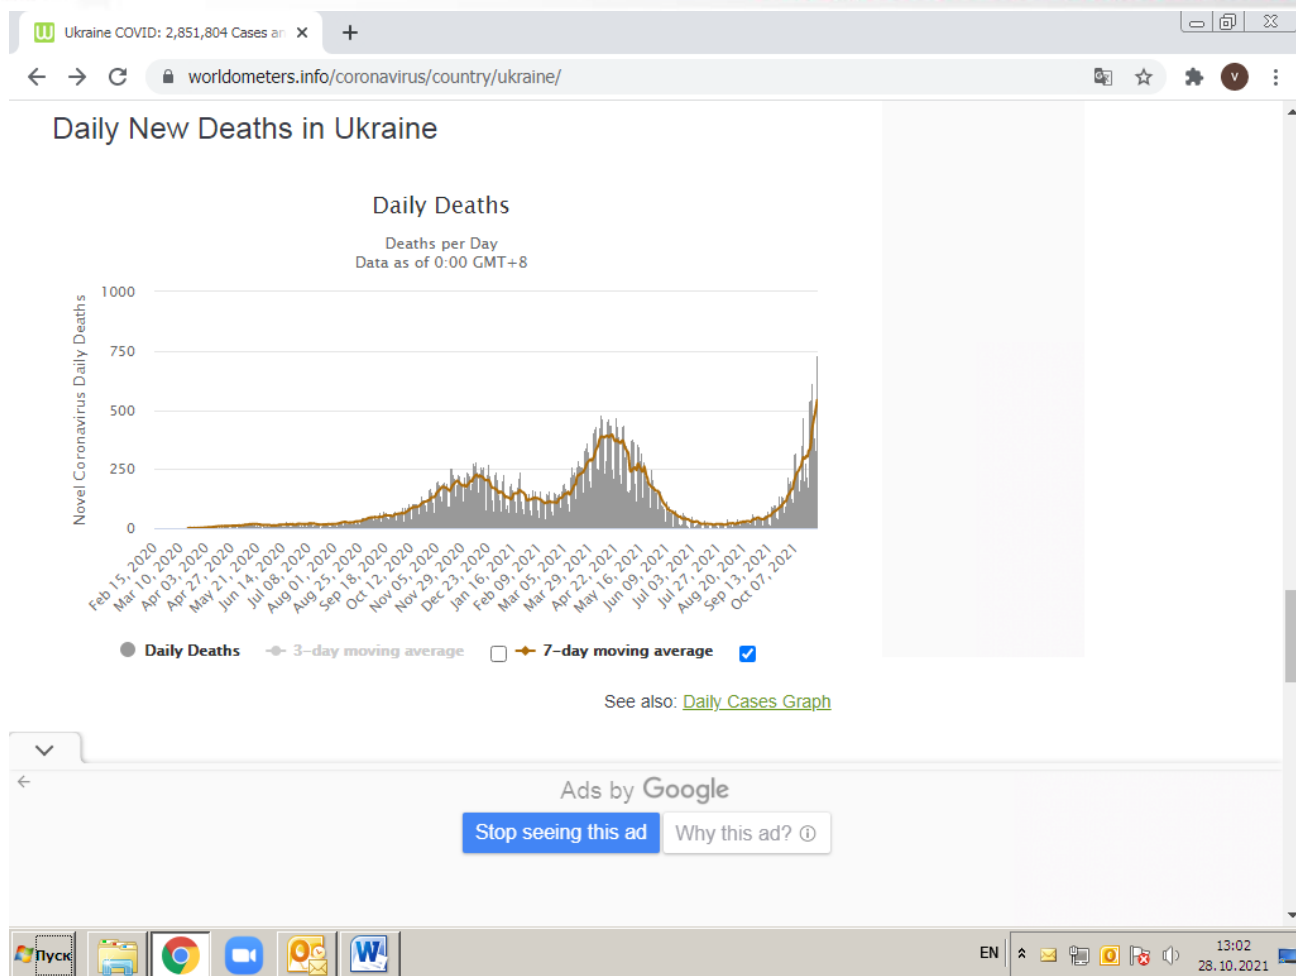 Ukraine COVID: 2,851,804 Cases an
worldometers.info/coronavirus/country/ukraine/
V
Daily New Deaths in Ukraine
Daily Deaths
Deaths per Day
Data as of 0:00 GMT+8
Novel Coronavirus Daily Deaths
1000
750
500
250
0
Feb 15, 2020
Mar 10, 2020
Apr 03, 2020
Apr 27, 2020
May 21, 2020
Jun 14, 2020
Jul 08, 2020
Aug 01, 2020
Aug 25, 2020
Sep 18, 2020
Oct 12, 2020
Nov 05, 2020
Nov 29, 2020
Dec 23, 2020
Jan 16, 2021
Feb 09, 2021
Mar 05, 2021
Mar 29, 2021
Apr 22, 2021
May 16, 2021
Jun 09, 2021
Jul 03, 2021
Jul 27, 2021
Aug 20, 2021
Sep 13, 2021
Oct 07, 2021
Daily Deaths 3-day moving average 7-day moving average
See also: Daily Cases Graph
Ads by Google
Stop seeing this ad Why this ad?
Пуск
EN
13:02
28.10.2021